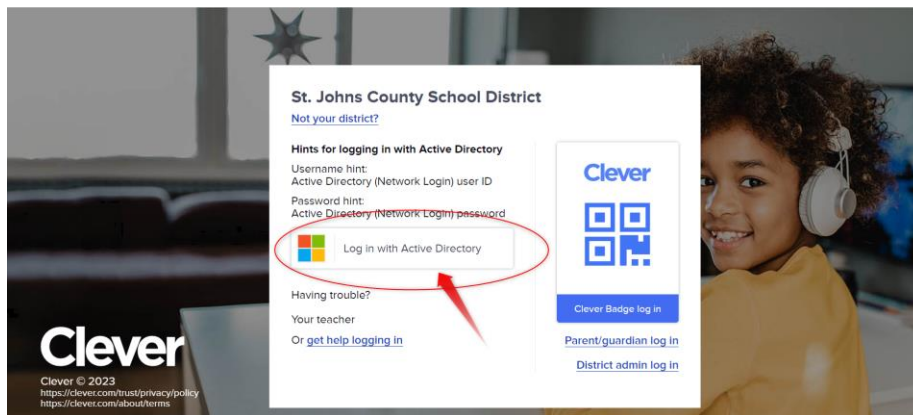 St. Johns County School District
Not your district?
Hints for logging in with Active Directory
Username hint:
Active Directory (Network Login) user ID
Password hint:
Active Directory (Network Login) password
Log in with Active Directory
Having trouble?
Your teacher
Or get help logging in
Clever
Clever Badge log in
Parent/guardian log in
District admin log in
Clever
Clever © 2023
https://clever.com/trust/privacy/policy
https://clever.com/about/terms